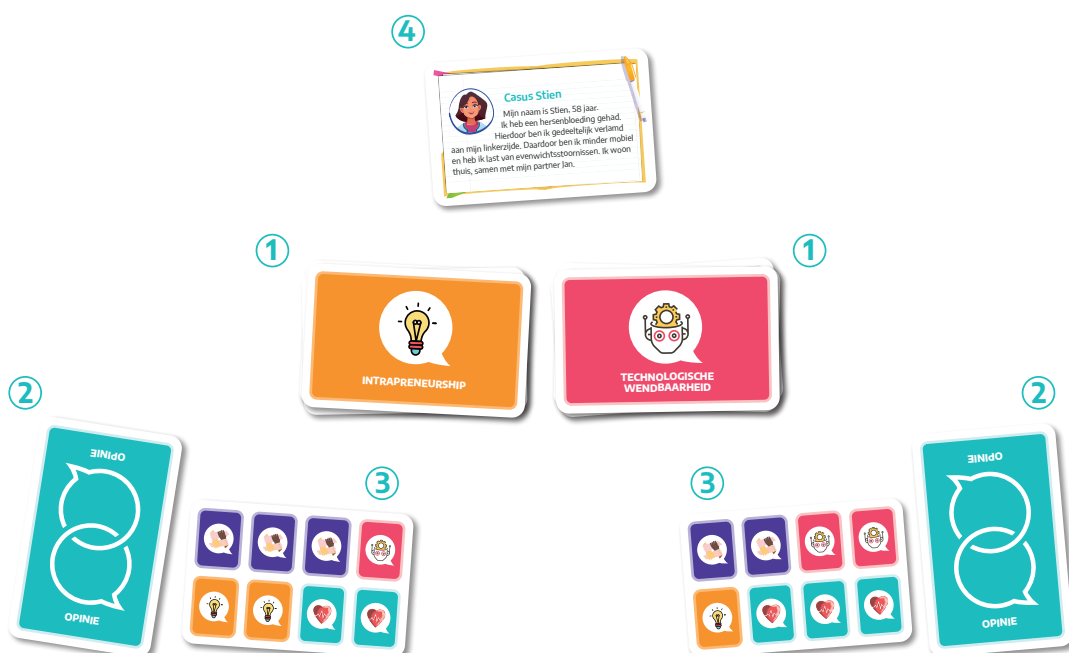 4
Casus Stien
Mijn naam is Stien, 58 jaar.
Ik heb een hersenbloeding gehad.
Hierdoor ben ik gedeeltelijk verlamd
aan mijn linkerzijde. Daardoor ben ik minder mobiel
en heb ik last van evenwichtsstoornissen. Ik woon
thuis, samen met mijn partner Jan.
1
1
INTRAPRENEURSHIP
TECHNOLOGISCHE
WENDBAARHEID
2
2
OPINIE
OPINIE
3
3
OPINIE
OPINIE